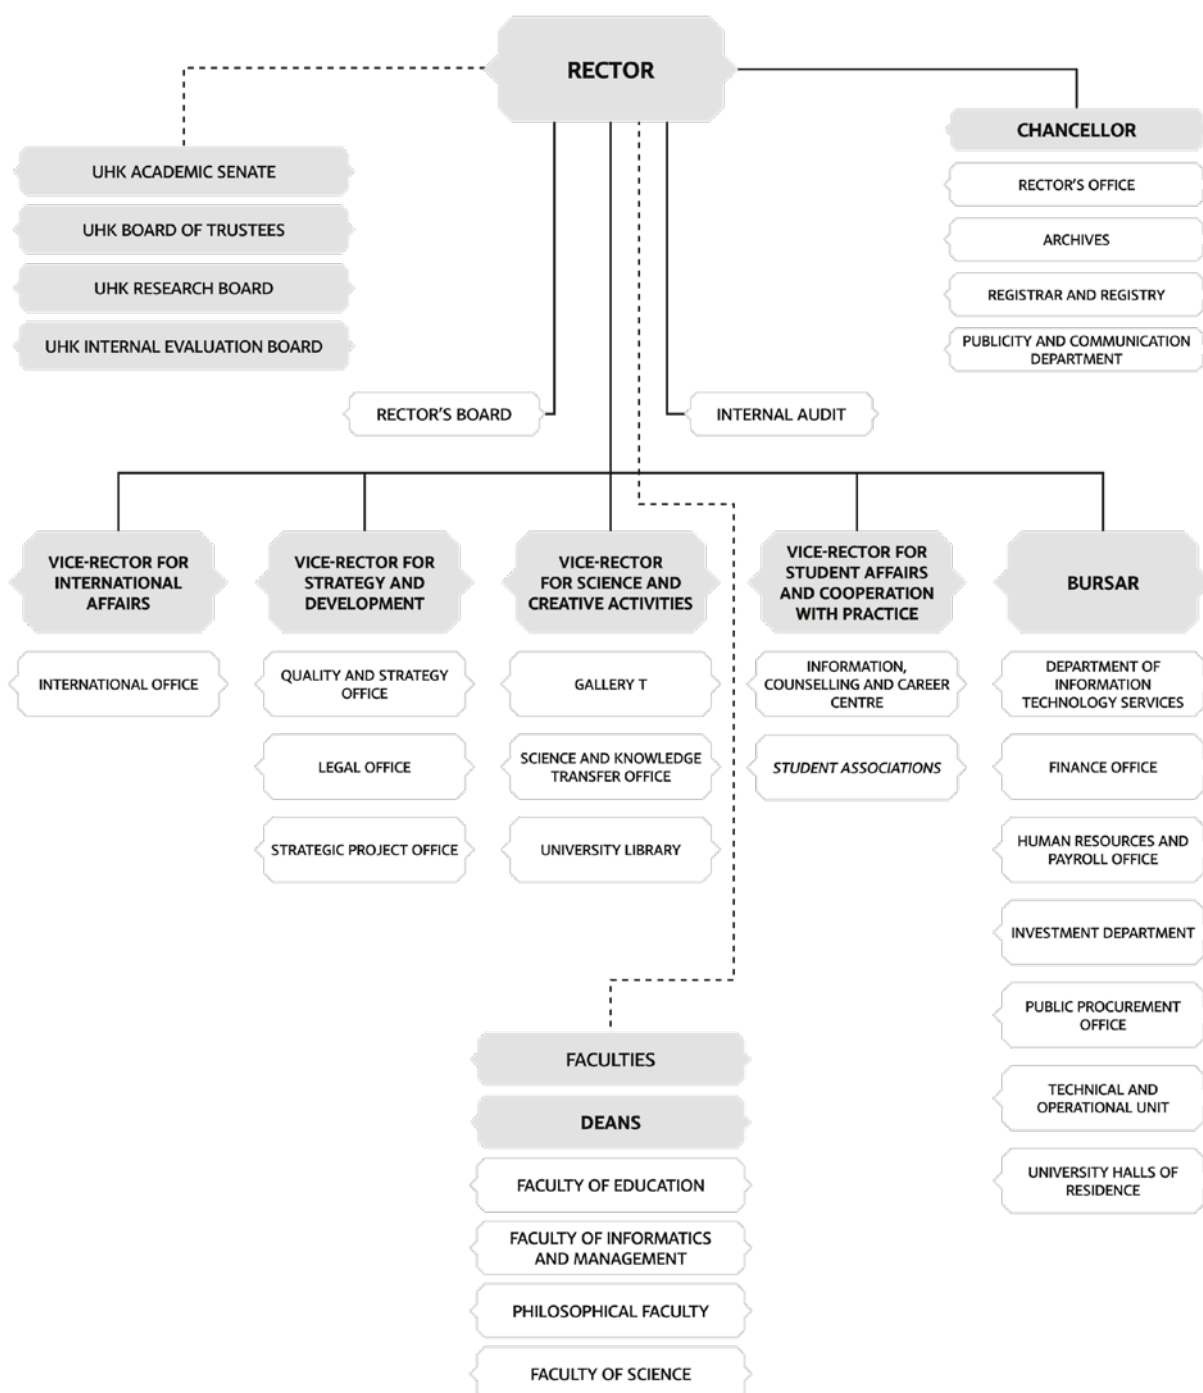 RECTOR
CHANCELLOR
RECTOR'S OFFICE
ARCHIVES
REGISTRAR AND REGISTRY
PUBLICITY AND COMMUNICATION
DEPARTMENT
UHK ACADEMIC SENATE
UHK BOARD OF TRUSTEES
UHK RESEARCH BOARD
UHK INTERNAL EVALUATION BOARD
RECTOR'S BOARD
INTERNAL AUDIT
VICE-RECTOR FOR
INTERNATIONAL
AFFAIRS
INTERNATIONAL OFFICE
VICE-RECTOR FOR
STRATEGY AND
DEVELOPMENT
QUALITY AND STRATEGY
OFFICE
LEGAL OFFICE
STRATEGIC PROJECT OFFICE
VICE-RECTOR
FOR SCIENCE AND
CREATIVE ACTIVITIES
GALLERY T
SCIENCE AND KNOWLEDGE
TRANSFER OFFICE
UNIVERSITY LIBRARY
VICE-RECTOR FOR
STUDENT AFFAIRS
AND COOPERATION
WITH PRACTICE
INFORMATION,
COUNSELLING AND CAREER
CENTRE
STUDENT ASSOCIATIONS
BURSAR
DEPARTMENT OF
INFORMATION
TECHNOLOGY SERVICES
FINANCE OFFICE
HUMAN RESOURCES AND
PAYROLL OFFICE
INVESTMENT DEPARTMENT
PUBLIC PROCUREMENT
OFFICE
TECHNICAL AND
OPERATIONAL UNIT
UNIVERSITY HALLS OF
RESIDENCE
FACULTIES
DEANS
FACULTY OF EDUCATION
FACULTY OF INFORMATICS
AND MANAGEMENT
PHILOSOPHICAL FACULTY
FACULTY OF SCIENCE